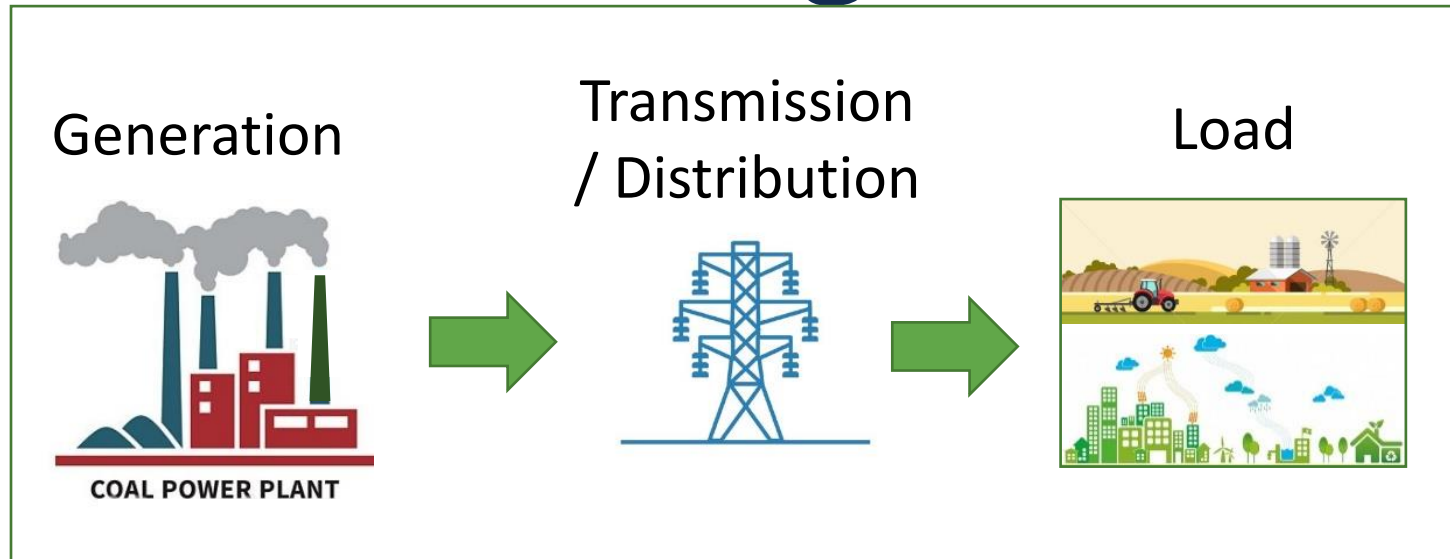 Generation
Transmission
/ Distribution
Load
COAL POWER PLANT